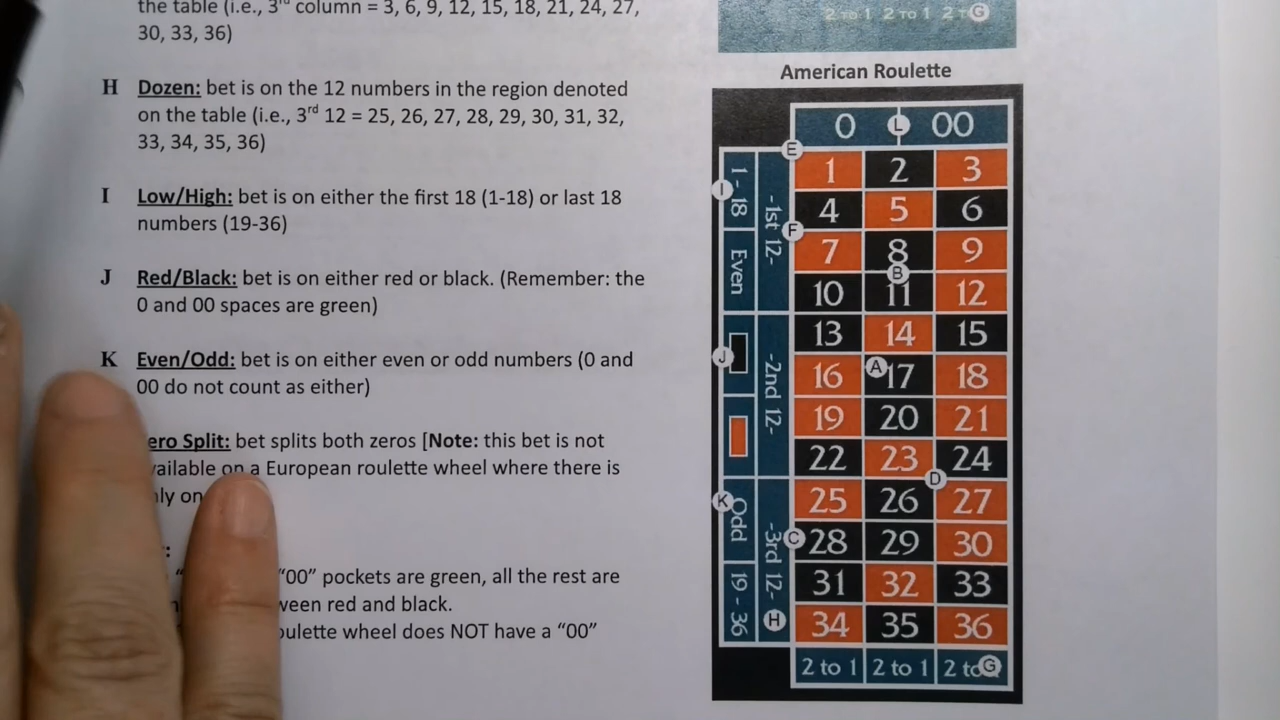 the table (i.e., 3rd column = 3, 6, 9, 12, 15, 18, 21, 24, 27,
30, 33, 36)
H Dozen: bet is on the 12 numbers in the region denoted
on the table (i.e., 3rd 12 = 25, 26, 27, 28, 29, 30, 31, 32,
33, 34, 35, 36)
I Low/High: bet is on either the first 18 (1-18) or last 18
numbers (19-36)
J Red/Black: bet is on either red or black. (Remember: the
0 and 00 spaces are green)
K Even/Odd: bet is on either even or odd numbers (0 and
00 do not count as either)
Split: bet splits both zeros [Note: this bet is not
on a European roulette wheel where there is
"00" pockets are green, all the rest are
red and black.
wheel does NOT have a "00"
2 TO 1 2 TO 1 2 T G
American Roulette
0 L 00
E
1 2 3
4 5 6
F
7 8 9
B
10 11 12
13 14 15
16 A 17 18
19 20 21
22 23 24
D
25 26 27
C 28 29 30
31 32 33
34 35 36
2 to 1 2 to 1 2 to G
I 1 - 18
Even
J
K Odd
19 - 36
-1st 12-
-2nd 12-
-3rd 12- H